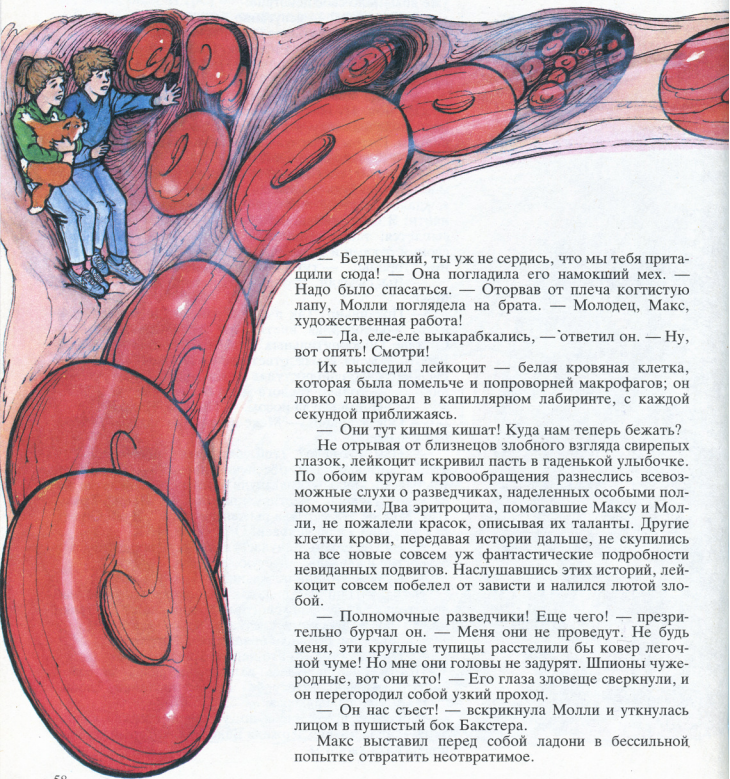 — Бедненький, ты уж не сердись, что мы тебя прита-
щили сюда! — Она погладила его намокший мех. —
Надо было спасаться. — Оторвав от плеча когтистую
лапу, Молли поглядела на брата. — Молодец, Макс,
художественная работа!
— Да, еле-еле выкарабкались, — ответил он. — Ну,
вот опять! Смотри!
Их выследил лейкоцит — белая кровяная клетка,
которая была помельче и попроворней макрофагов; он
ловко лавировал в капиллярном лабиринте, с каждой
секундой приближаясь.
— Они тут кишмя кишат! Куда нам теперь бежать?
Не отрывая от близнецов злобного взгляда свирепых
глазок, лейкоцит искривил пасть в гаденькой улыбочке.
По обоим кругам кровообращения разнеслись всевоз-
можные слухи о разведчиках, наделенных особыми пол-
номочиями. Два эритроцита, помогавшие Максу и Мол-
ли, не пожалели красок, описывая их таланты. Другие
клетки крови, передавая истории дальше, не скупились
на все новые совсем уж фантастические подробности
невиданных подвигов. Наслушавшись этих историй, лей-
коцит совсем побелел от зависти и налился лютой зло-
бой.
— Полномочные разведчики! Еще чего! — презри-
тельно бурчал он. — Меня они не проведут. Не будь
меня, эти круглые тупицы расстелили бы ковер легоч-
ной чуме! Но мне они головы не задурят. Шпионы чуже-
родные, вот они кто! — Его глаза зловеще сверкнули, и
он перегородил собой узкий проход.
— Он нас съест! — вскрикнула Молли и уткнулась
лицом в пушистый бок Бакстера.
Макс выставил перед собой ладони в бессильной
попытке отвратить неотвратимое.
58